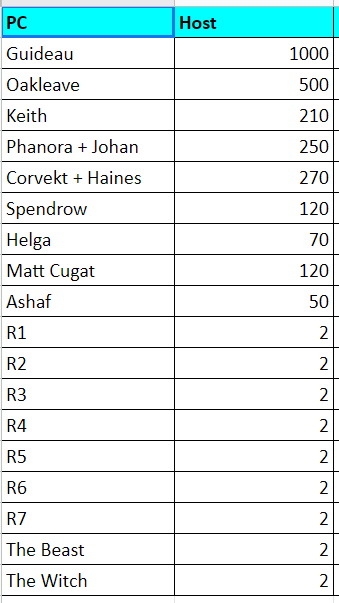 PC Host
Guideau 1000
Oakleave 500
Keith 210
Phanora + Johan 250
Corvekt + Haines 270
Spendrow 120
Helga 70
Matt Cugat 120
Ashaf 50
R1 2
R2 2
R3 2
R4 2
R5 2
R6 2
R7 2
The Beast 2
The Witch 2